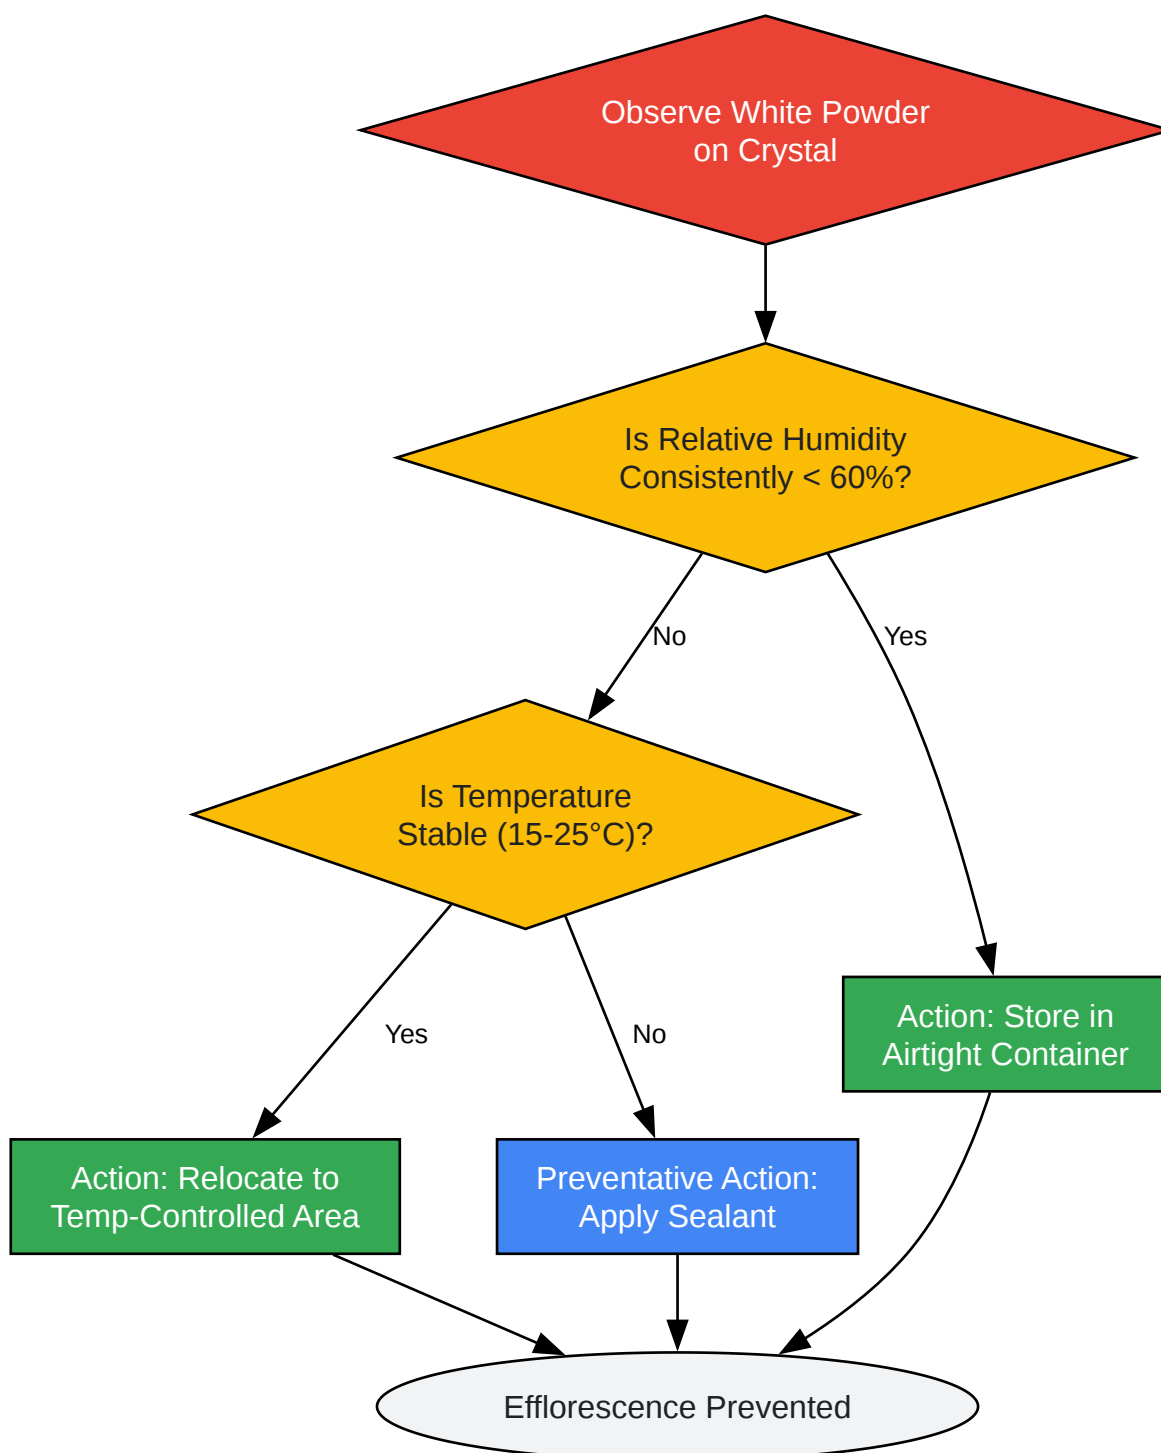 Observe White Powder
on Crystal
Is Relative Humidity
Consistently < 60%?
No
Yes
Is Temperature
Stable (15-25°C)?
Yes
No
Action: Store in
Airtight Container
Action: Relocate to
Temp-Controlled Area
Preventative Action:
Apply Sealant
Efflorescence Prevented